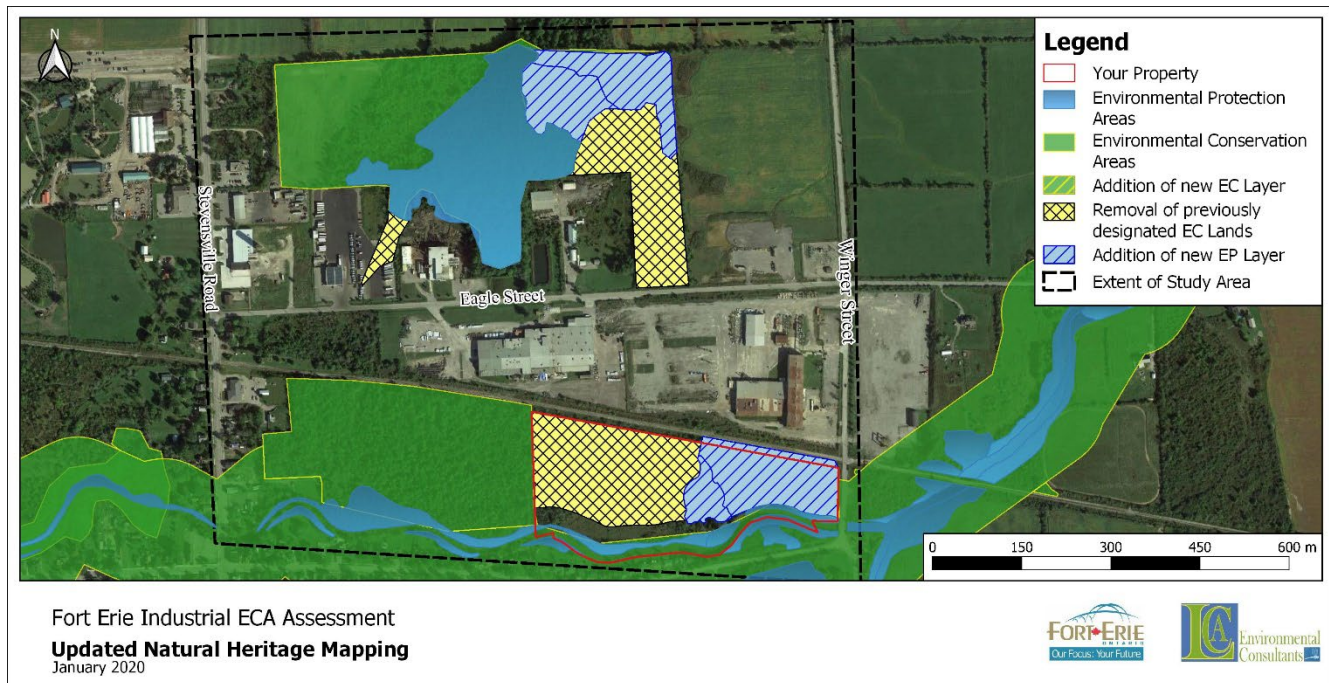 N
Stevensville Road
Eagle Street
Winger Street
Legend
Your Property
Environmental Protection
Areas
Environmental Conservation
Areas
Addition of new EC Layer
Removal of previously
designated EC Lands
Addition of new EP Layer
Extent of Study Area
0 150 300 450 600 m
Fort Erie Industrial ECA Assessment
Updated Natural Heritage Mapping
January 2020
FORT ERIE
ONTARIO
Our Focus: Your Future
LCA
Environmental
Consultants